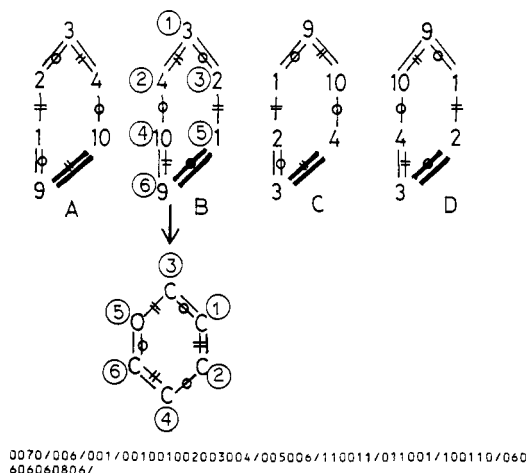 3 ① 3 9 9
2 4 ② 4 ③ 2 1 10 10 1
1 10 ④ 10 ⑤ 1 2 4 4 2
9 ⑥ 9 3 3
A B C D
③
C
⑤ O C ①
⑥ C C ②
C
④
0070/006/001/001001002003004/005006/110011/011001/100110/060
606060806/